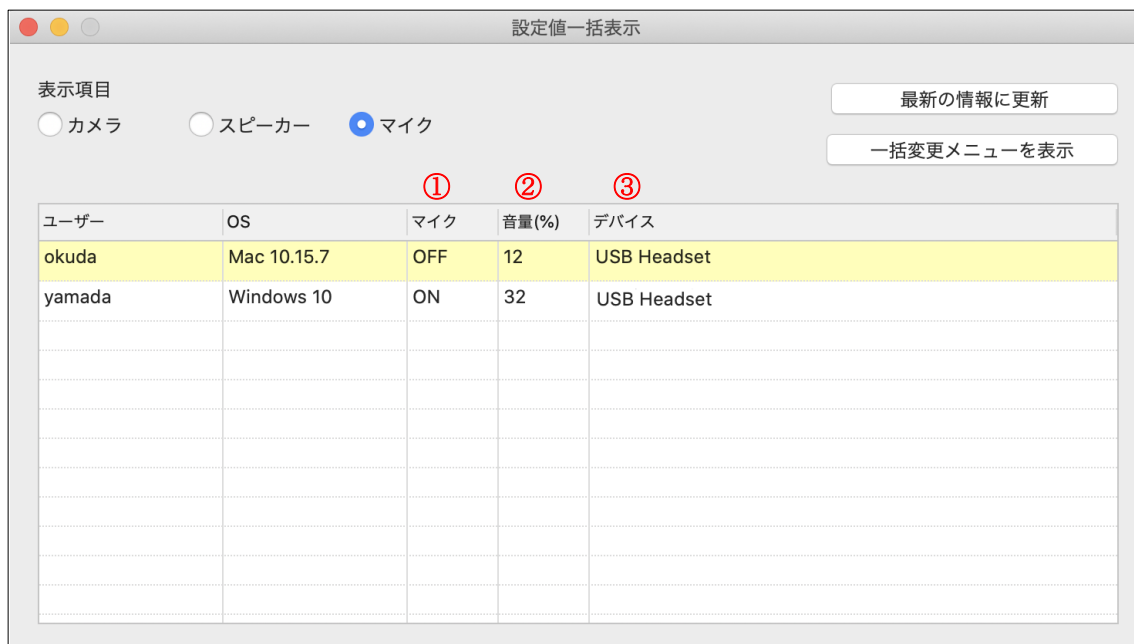 設定値一括表示
表示項目
最新の情報に更新
カメラ スピーカー マイク
一括変更メニューを表示
① ② ③
ユーザー OS マイク 音量(%) デバイス
okuda Mac 10.15.7 OFF 12 USB Headset
yamada Windows 10 ON 32 USB Headset